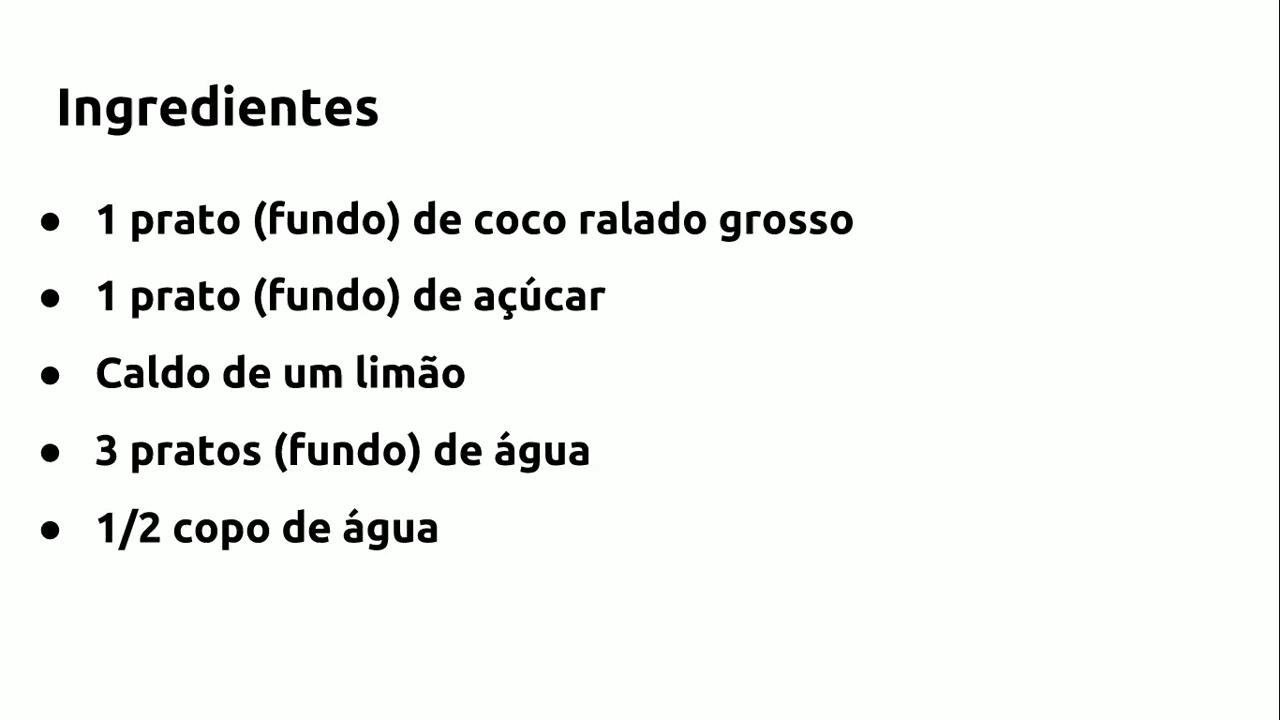 Ingredientes
● 1 prato (fundo) de coco ralado grosso
● 1 prato (fundo) de açúcar
● Caldo de um limão
● 3 pratos (fundo) de água
● 1/2 copo de água